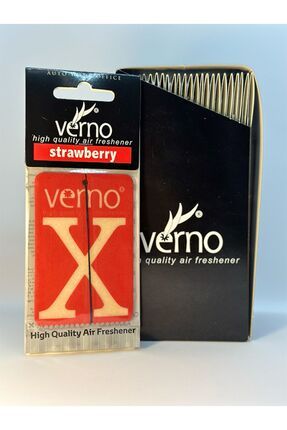 AUTO HOME OFFICE
verno®
high quality air freshener
strawberry
verno®
X
High Quality Air Freshener
verno®
high quality air freshener